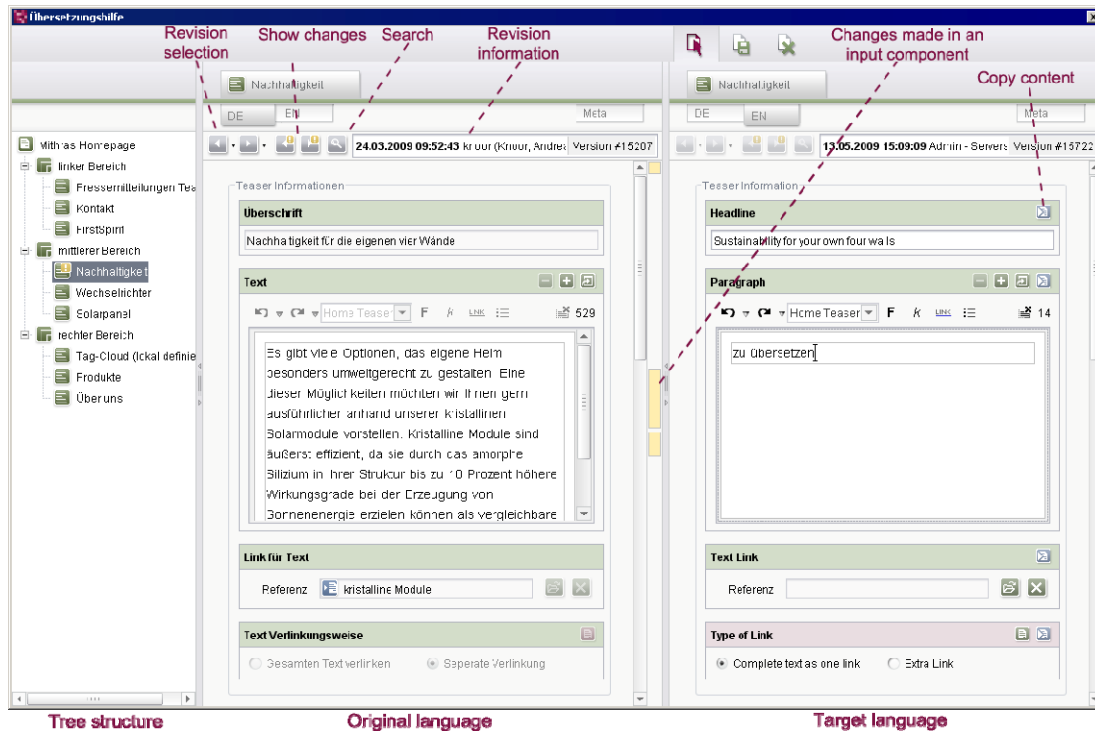 Übersetzungshilfe
Revision selection
Show changes
Search
Revision information
Changes made in an input component
Copy content
Nachhaltigkeit
DE
EN
Meta
24.03.2009 09:52:43 knoor (Knoor, Andrea Version #15207
Mithras Homepage
linker Bereich
Pressemitteilungen Tea
Kontakt
FirstSpirit
mittlerer Bereich
Nachhaltigkeit
Wechselrichter
Solarpanel
rechter Bereich
Tag-Cloud (lokal definie
Produkte
Über uns
Teaser Informationen
Überschrift
Nachhaltigkeit für die eigenen vier Wände
Text
Home Teaser
F
k
LINK
529
Es gibt viele Optionen, das eigene Heim
besonders umweltgerecht zu gestalten. Eine
dieser Möglichkeiten möchten wir Ihnen gern
ausführlicher anhand unserer kristallinen
Solarmodule vorstellen. Kristalline Module sind
äußerst effizient, da sie durch das amorphe
Silizium in ihrer Struktur bis zu 10 Prozent höhere
Wirkungsgrade bei der Erzeugung von
Sonnenenergie erzielen können als vergleichbare
Link für Text
Referenz
kristalline Module
Text Verlinkungsweise
Gesamten Text verlinken
Seperate Verlinkung
Nachhaltigkeit
DE
EN
Meta
13.05.2009 15:09:09 Admin - Servers Version #15722
Teaser Information
Headline
Sustainability for your own four walls
Paragraph
Home Teaser
F
K
LINK
14
zu übersetzen
Text Link
Referenz
Type of Link
Complete text as one link
Extra Link
Tree structure
Original language
Target language